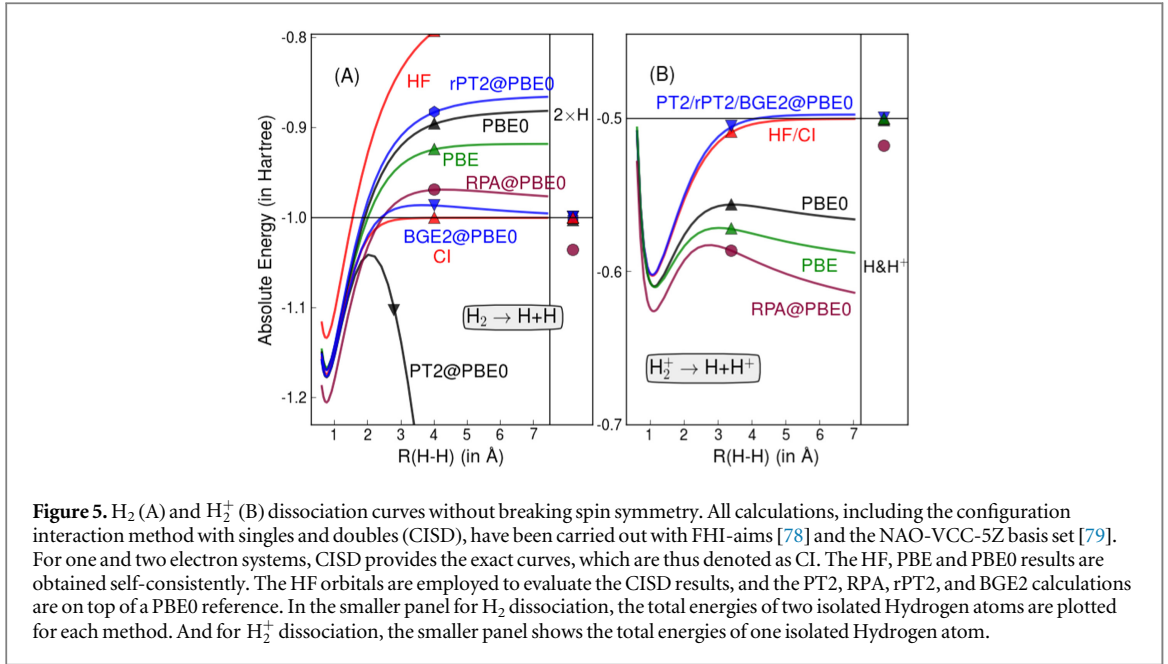 -0.8
-0.9
-1.0
-1.1
-1.2
Absolute Energy (in Hartree)
(A)
HF
rPT2@PBE0
PBE0
PBE
RPA@PBE0
BGE2@PBE0
CI
H₂ → H+H
PT2@PBE0
2×H
1 2 3 4 5 6 7
R(H-H) (in Å)
-0.5
-0.6
-0.7
(B)
PT2/rPT2/BGE2@PBE0
HF/CI
PBE0
PBE
RPA@PBE0
H₂⁺ → H+H⁺
H&H⁺
1 2 3 4 5 6 7
R(H-H) (in Å)
Figure 5. H₂ (A) and H₂⁺ (B) dissociation curves without breaking spin symmetry. All calculations, including the configuration
interaction method with singles and doubles (CISD), have been carried out with FHI-aims [78] and the NAO-VCC-5Z basis set [79].
For one and two electron systems, CISD provides the exact curves, which are thus denoted as CI. The HF, PBE and PBE0 results are
obtained self-consistently. The HF orbitals are employed to evaluate the CISD results, and the PT2, RPA, rPT2, and BGE2 calculations
are on top of a PBE0 reference. In the smaller panel for H₂ dissociation, the total energies of two isolated Hydrogen atoms are plotted
for each method. And for H₂⁺ dissociation, the smaller panel shows the total energies of one isolated Hydrogen atom.